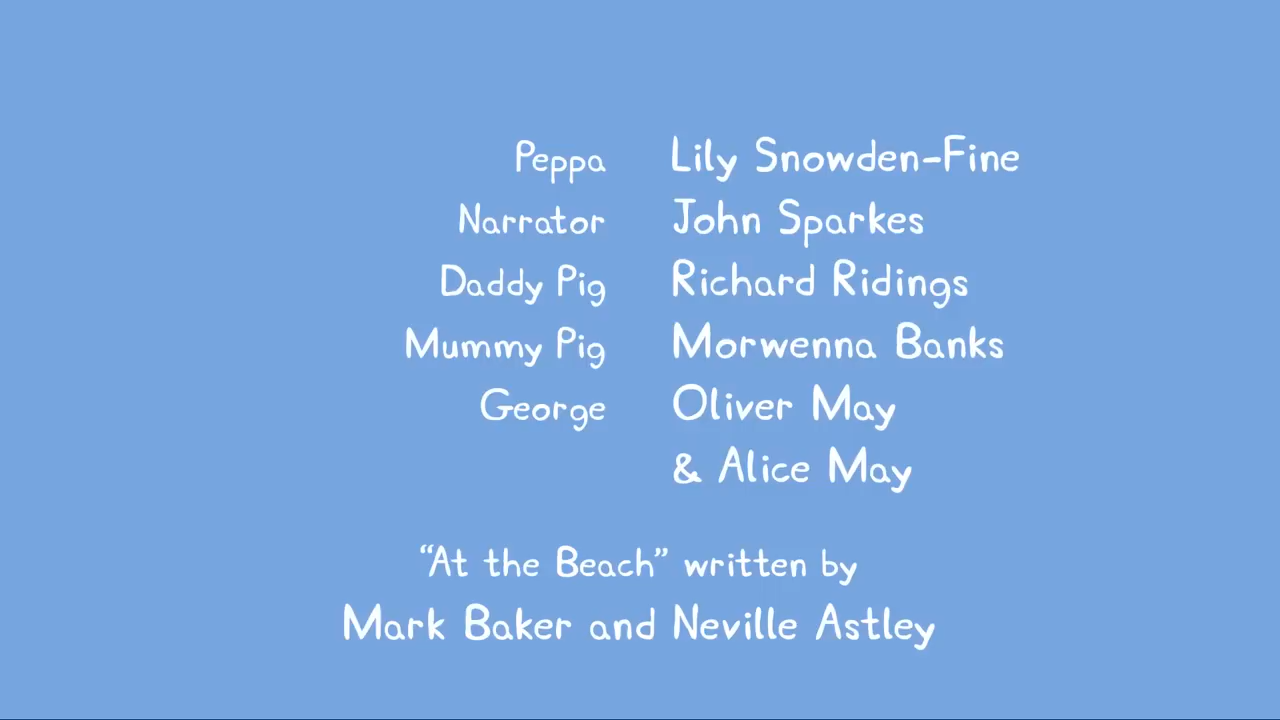 Peppa Lily Snowden-Fine
Narrator John Sparkes
Daddy Pig Richard Ridings
Mummy Pig Morwenna Banks
George Oliver May
& Alice May
“At the Beach” written by
Mark Baker and Neville Astley